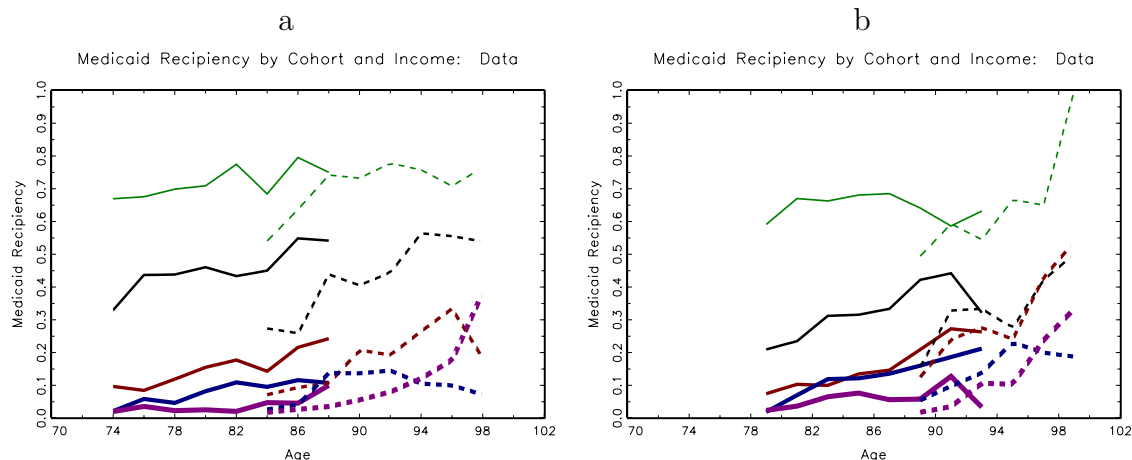 a
b
Medicaid Recipiency by Cohort and Income: Data
Medicaid Recipiency by Cohort and Income: Data
Medicaid Recipiency
1.0
0.9
0.8
0.7
0.6
0.5
0.4
0.3
0.2
0.1
0.0
70 74 78 82 86 90 94 98 102
Age
Medicaid Recipiency
1.0
0.9
0.8
0.7
0.6
0.5
0.4
0.3
0.2
0.1
0.0
70 74 78 82 86 90 94 98 102
Age